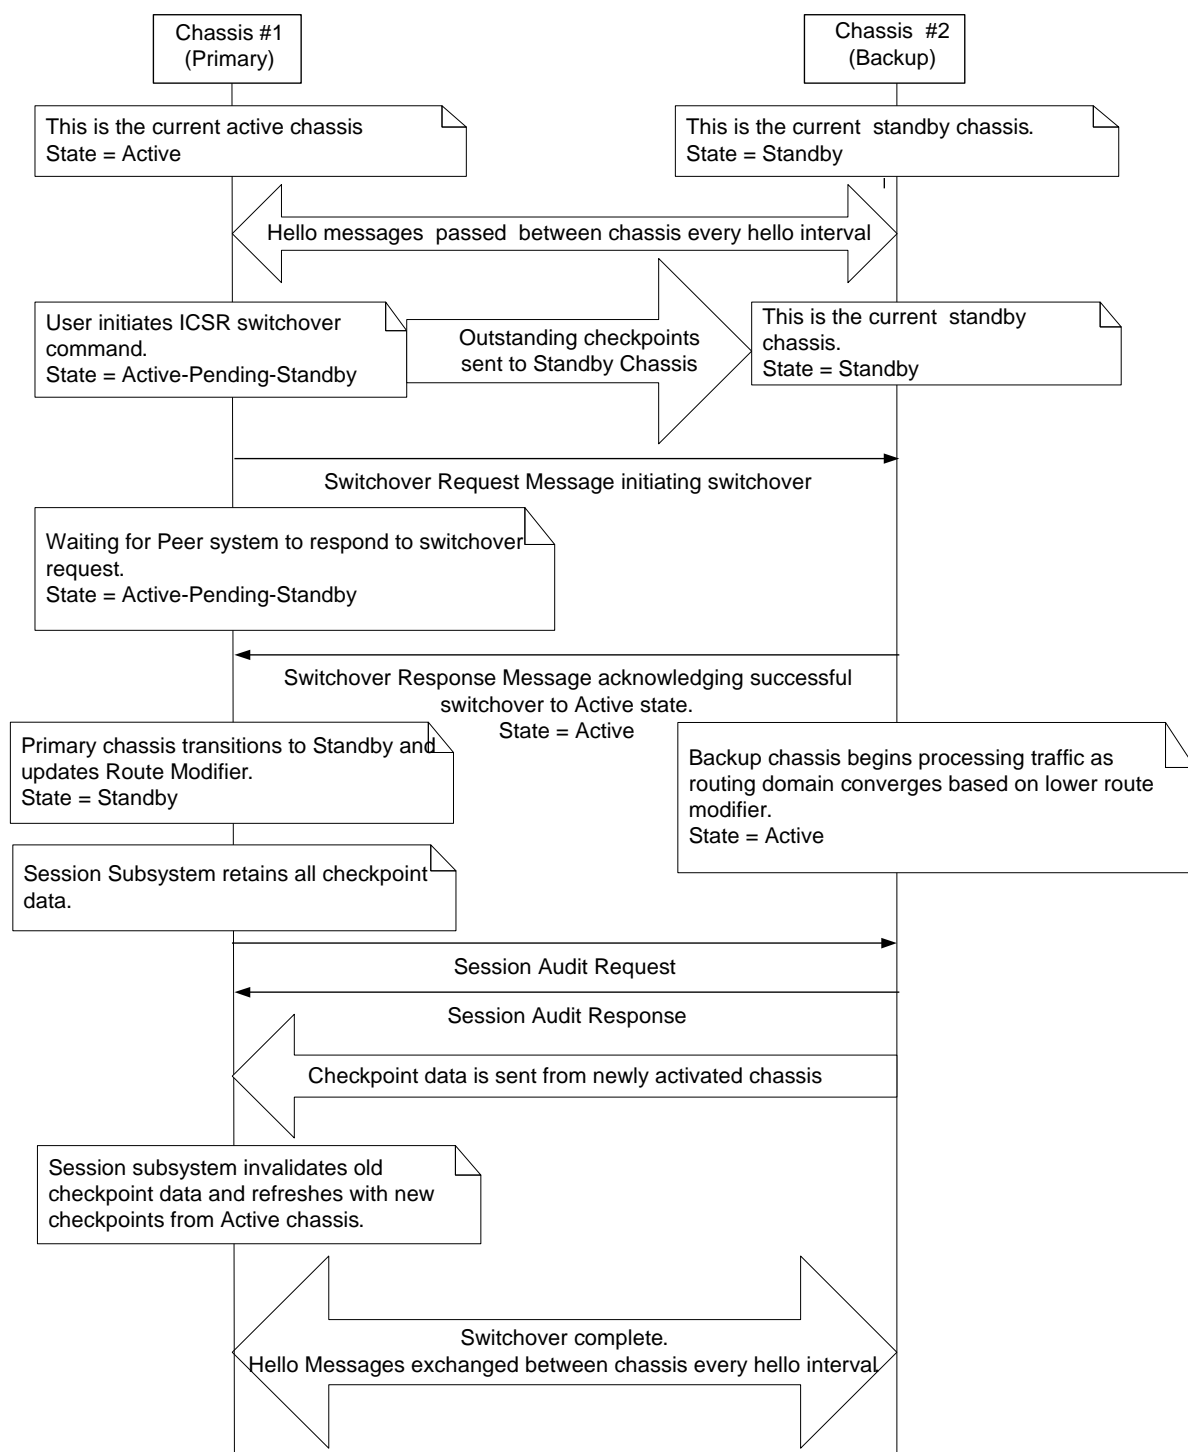 Chassis #1
(Primary)
Chassis #2
(Backup)
This is the current active chassis
State = Active
This is the current standby chassis.
State = Standby
Hello messages passed between chassis every hello interval
User initiates ICSR switchover
command.
State = Active-Pending-Standby
Outstanding checkpoints
sent to Standby Chassis
This is the current standby
chassis.
State = Standby
Switchover Request Message initiating switchover
Waiting for Peer system to respond to switchover
request.
State = Active-Pending-Standby
Switchover Response Message acknowledging successful
switchover to Active state.
State = Active
Primary chassis transitions to Standby and
updates Route Modifier.
State = Standby
Backup chassis begins processing traffic as
routing domain converges based on lower route
modifier.
State = Active
Session Subsystem retains all checkpoint
data.
Session Audit Request
Session Audit Response
Checkpoint data is sent from newly activated chassis
Session subsystem invalidates old
checkpoint data and refreshes with new
checkpoints from Active chassis.
Switchover complete.
Hello Messages exchanged between chassis every hello interval